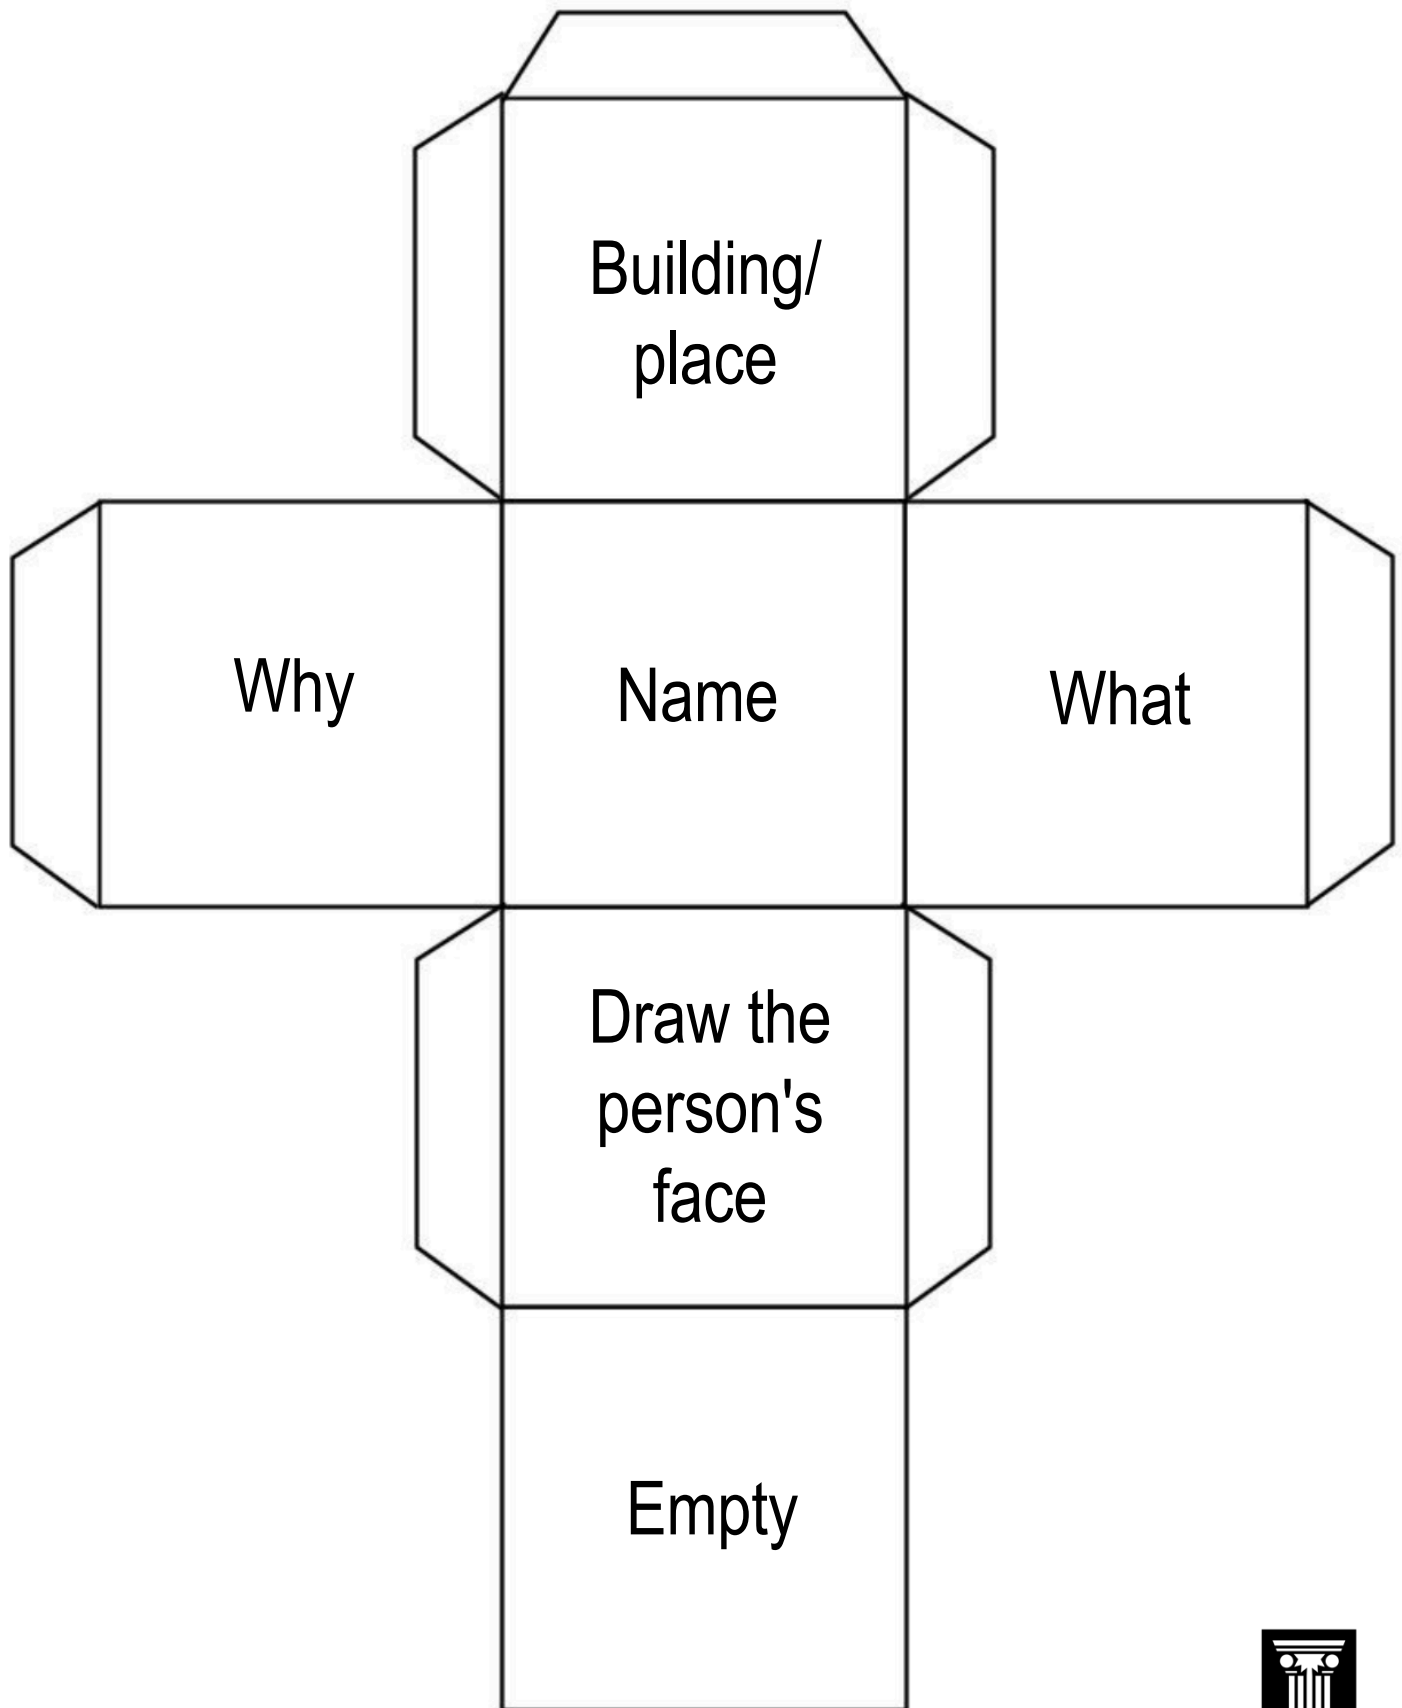 Building/
place
Why
Name
What
Draw the
person's
face
Empty